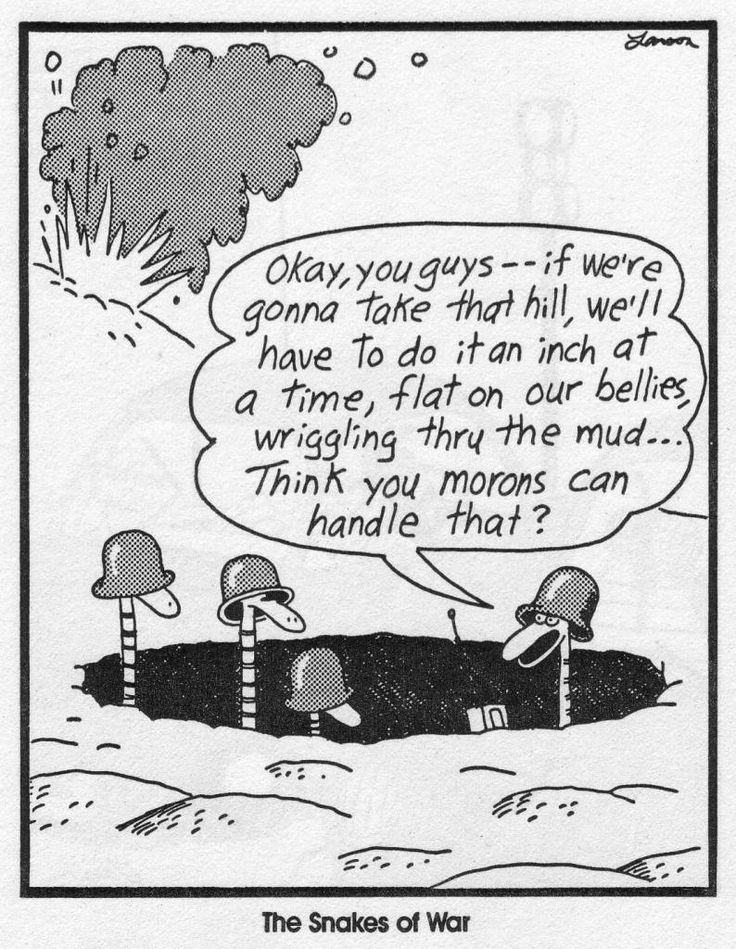 Larson
Okay, you guys -- if we're
gonna take that hill, we'll
have to do it an inch at
a time, flat on our bellies,
wriggling thru the mud...
Think you morons can
handle that?
The Snakes of War